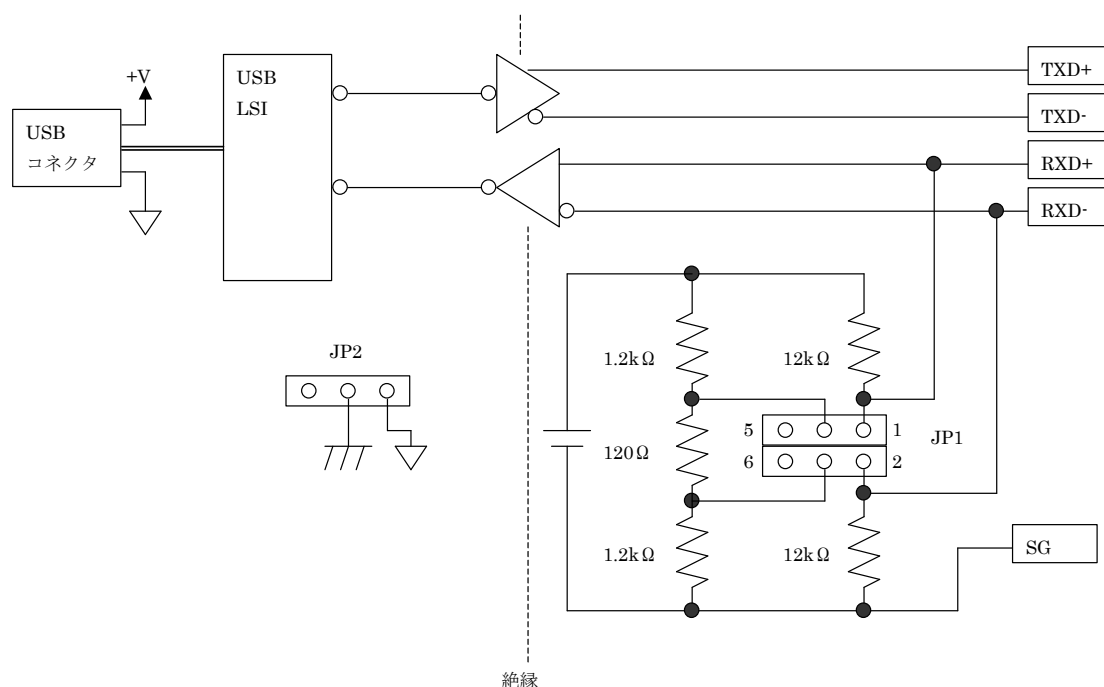 +V
USB
LSI
USB
コネクタ
TXD+
TXD-
RXD+
RXD-
JP2
1.2kΩ
12kΩ
5
1
JP1
120Ω
6
2
1.2kΩ
12kΩ
SG
絶縁